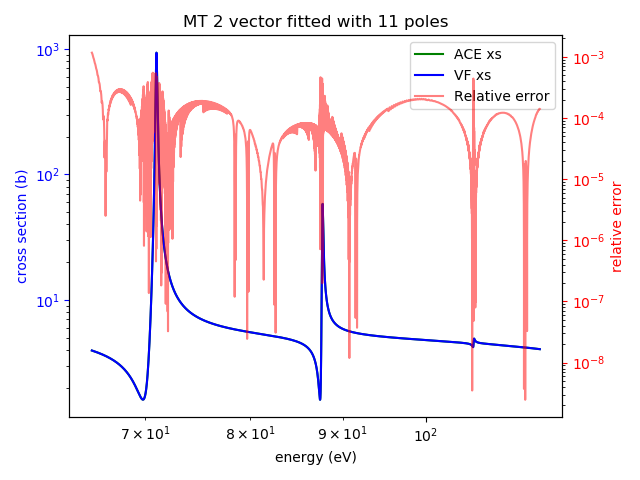 MT 2 vector fitted with 11 poles
ACE xs
VF xs
Relative error
10³
10²
10¹
cross section (b)
10⁻³
10⁻⁴
10⁻⁵
10⁻⁶
10⁻⁷
10⁻⁸
relative error
7 × 10¹
8 × 10¹
9 × 10¹
10²
energy (eV)